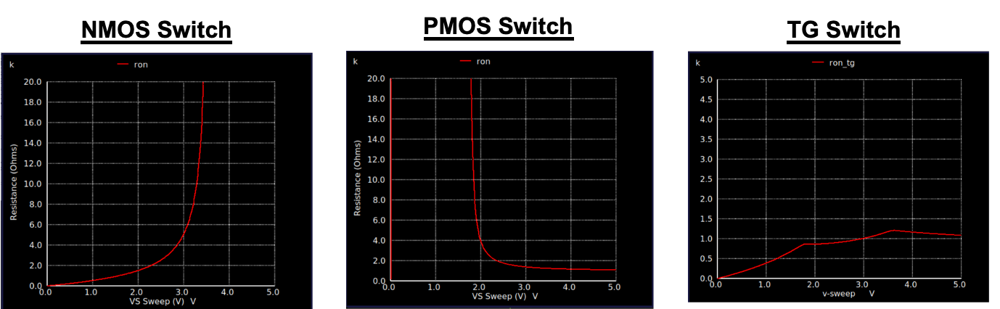 NMOS Switch
k
ron
20.0
18.0
16.0
14.0
12.0
10.0
8.0
6.0
4.0
2.0
0.0
Resistance (Ohms)
0.0 1.0 2.0 3.0 4.0 5.0
VS Sweep (V) V
PMOS Switch
k
ron
20.0
18.0
16.0
14.0
12.0
10.0
8.0
6.0
4.0
2.0
0.0
Resistance (Ohms)
0.0 1.0 2.0 3.0 4.0 5.0
VS Sweep (V) V
TG Switch
k
ron_tg
5.0
4.5
4.0
3.5
3.0
2.5
2.0
1.5
1.0
0.5
0.0
0.0 1.0 2.0 3.0 4.0 5.0
v-sweep V